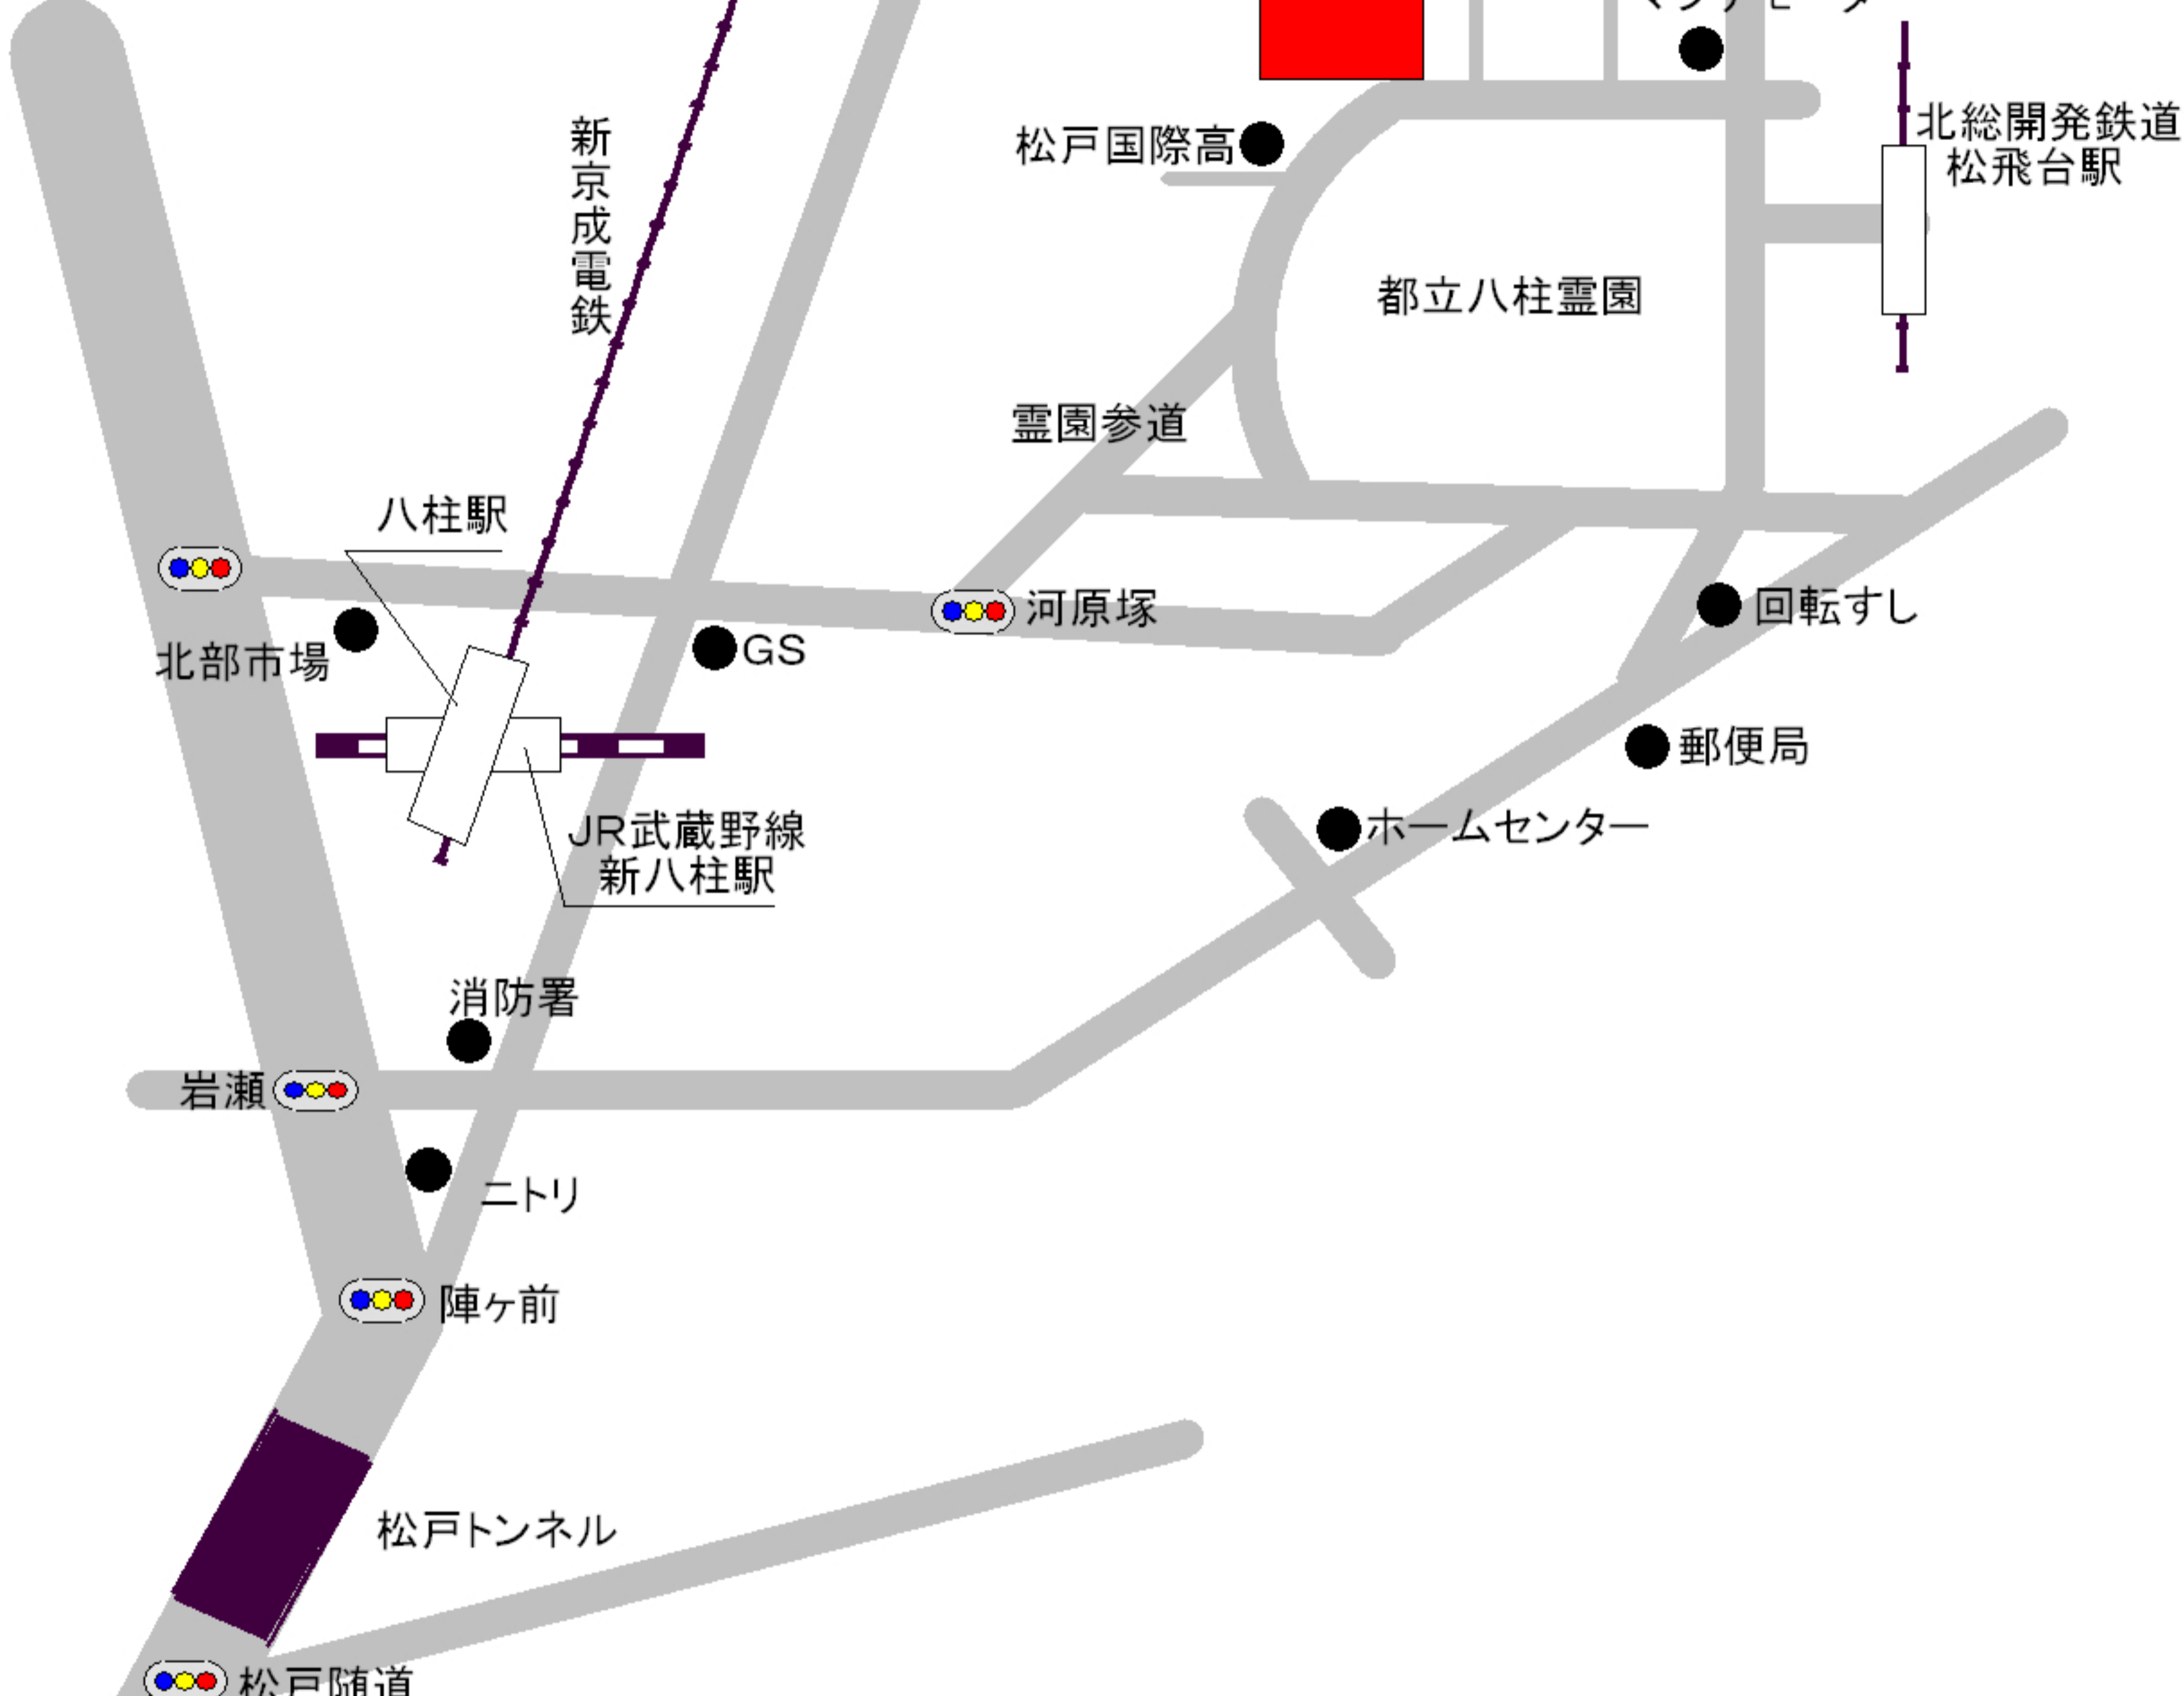 松戸国際高
北総開発鉄道
松飛台駅
新京成電鉄
都立八柱霊園
霊園参道
八柱駅
河原塚
回転すし
北部市場
GS
郵便局
JR武蔵野線
新八柱駅
ホームセンター
消防署
岩瀬
ニトリ
陣ヶ前
松戸トンネル
松戸随道